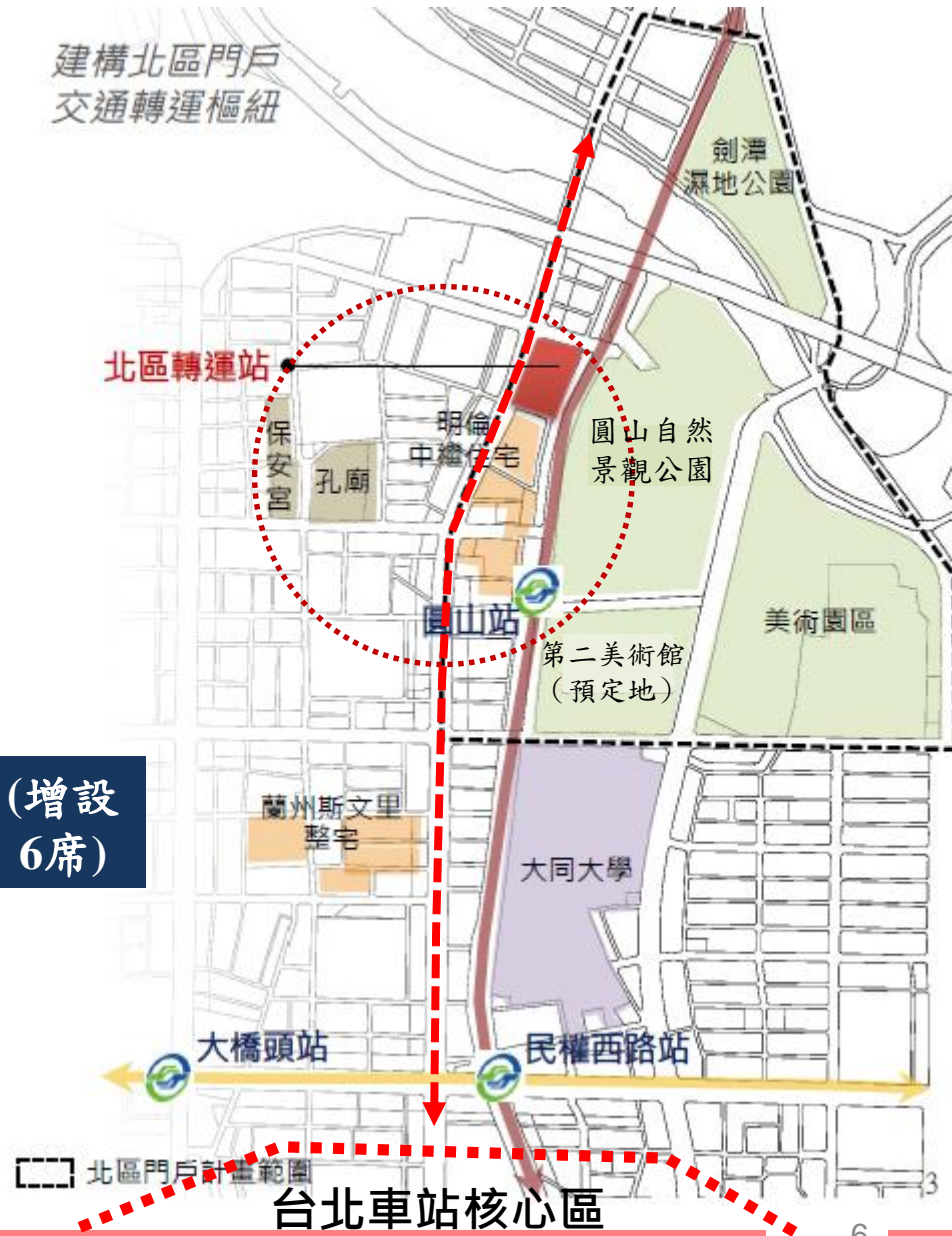 建構北區門戶
交通轉運樞紐
劍潭
濕地公園
北區轉運站
明倫
中繼住宅
保安宮
孔廟
圓山自然
景觀公園
圓山站
美術園區
第二美術館
（預定地）
(增設
6席)
蘭州斯文里
整宅
大同大學
大橋頭站
民權西路站
北區門戶計畫範圍
3
台北車站核心區
6